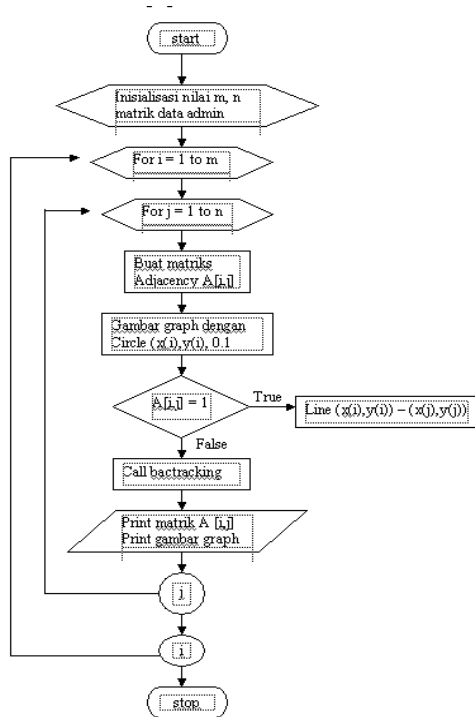 start
Inisialisasi nilai m, n
matrik data admin
For i = 1 to m
For j = 1 to n
Buat matriks
Adjacency A[i,j]
Gambar graph dengan
Circle (x(i),y(i), 0.1
A[i,j] = 1
True
Line (x(i),y(i)) – (x(j),y(j))
False
Call bactracking
Print matrik A [i,j]
Print gambar graph
j
i
stop